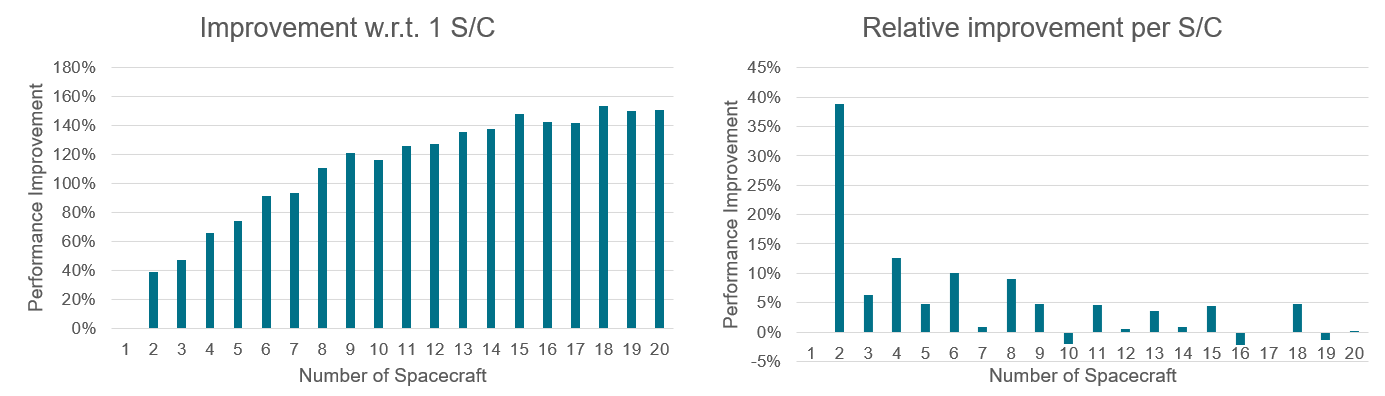 Improvement w.r.t. 1 S/C
Performance Improvement
180%
160%
140%
120%
100%
80%
60%
40%
20%
0%
1 2 3 4 5 6 7 8 9 10 11 12 13 14 15 16 17 18 19 20
Number of Spacecraft
Relative improvement per S/C
Performance Improvement
45%
40%
35%
30%
25%
20%
15%
10%
5%
0%
-5%
1 2 3 4 5 6 7 8 9 10 11 12 13 14 15 16 17 18 19 20
Number of Spacecraft